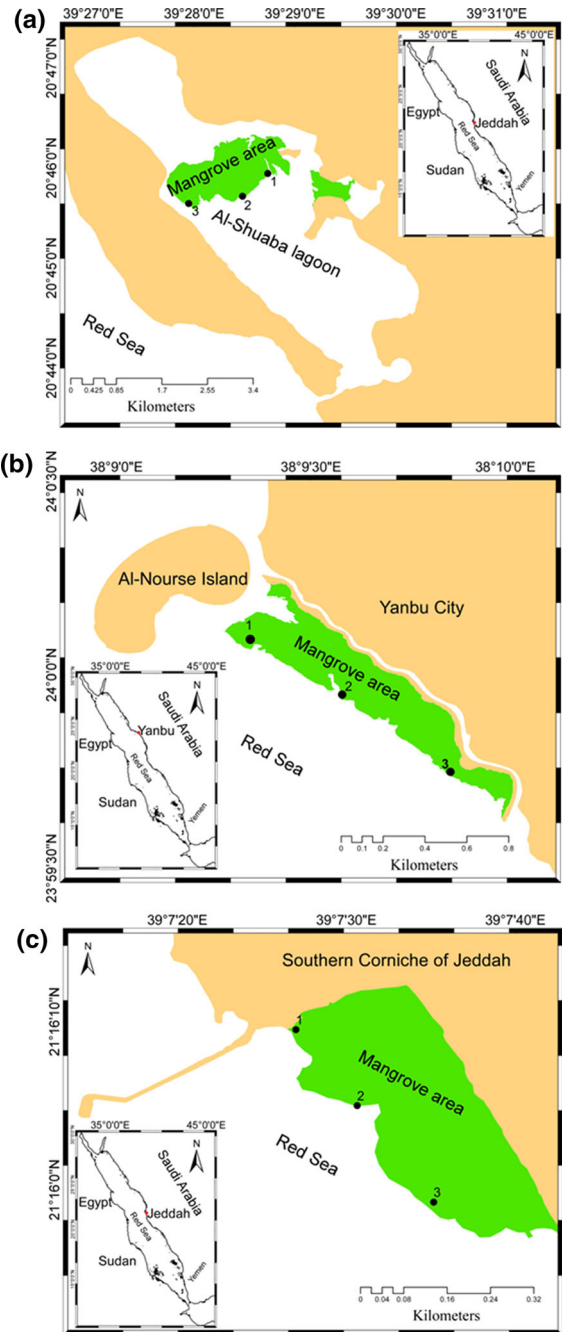 (a)
39°27'0"E 39°28'0"E 39°29'0"E 39°30'0"E 39°31'0"E
20°47'0"N
20°46'0"N
20°45'0"N
20°44'0"N
Mangrove area
1
2
3
Al-Shuaba lagoon
Red Sea
0 0.425 0.85 1.7 2.55 3.4
Kilometers
35°0'0"E 45°0'0"E
N
Saudi Arabia
Egypt
Jeddah
Red Sea
Sudan
Yemen
(b)
38°9'0"E 38°9'30"E 38°10'0"E
24°0'30"N
24°0'0"N
23°59'30"N
N
Al-Nourse Island
Yanbu City
1
Mangrove area
2
3
Red Sea
0 0.1 0.2 0.4 0.6 0.8
Kilometers
35°0'0"E 45°0'0"E
N
Saudi Arabia
Yanbu
Egypt
Red Sea
Sudan
Yemen
(c)
39°7'20"E 39°7'30"E 39°7'40"E
21°16'10"N
21°16'0"N
N
Southern Corniche of Jeddah
1
Mangrove area
2
3
Red Sea
0 0.04 0.08 0.16 0.24 0.32
Kilometers
35°0'0"E 45°0'0"E
N
Saudi Arabia
Egypt
Jeddah
Red Sea
Sudan
Yemen